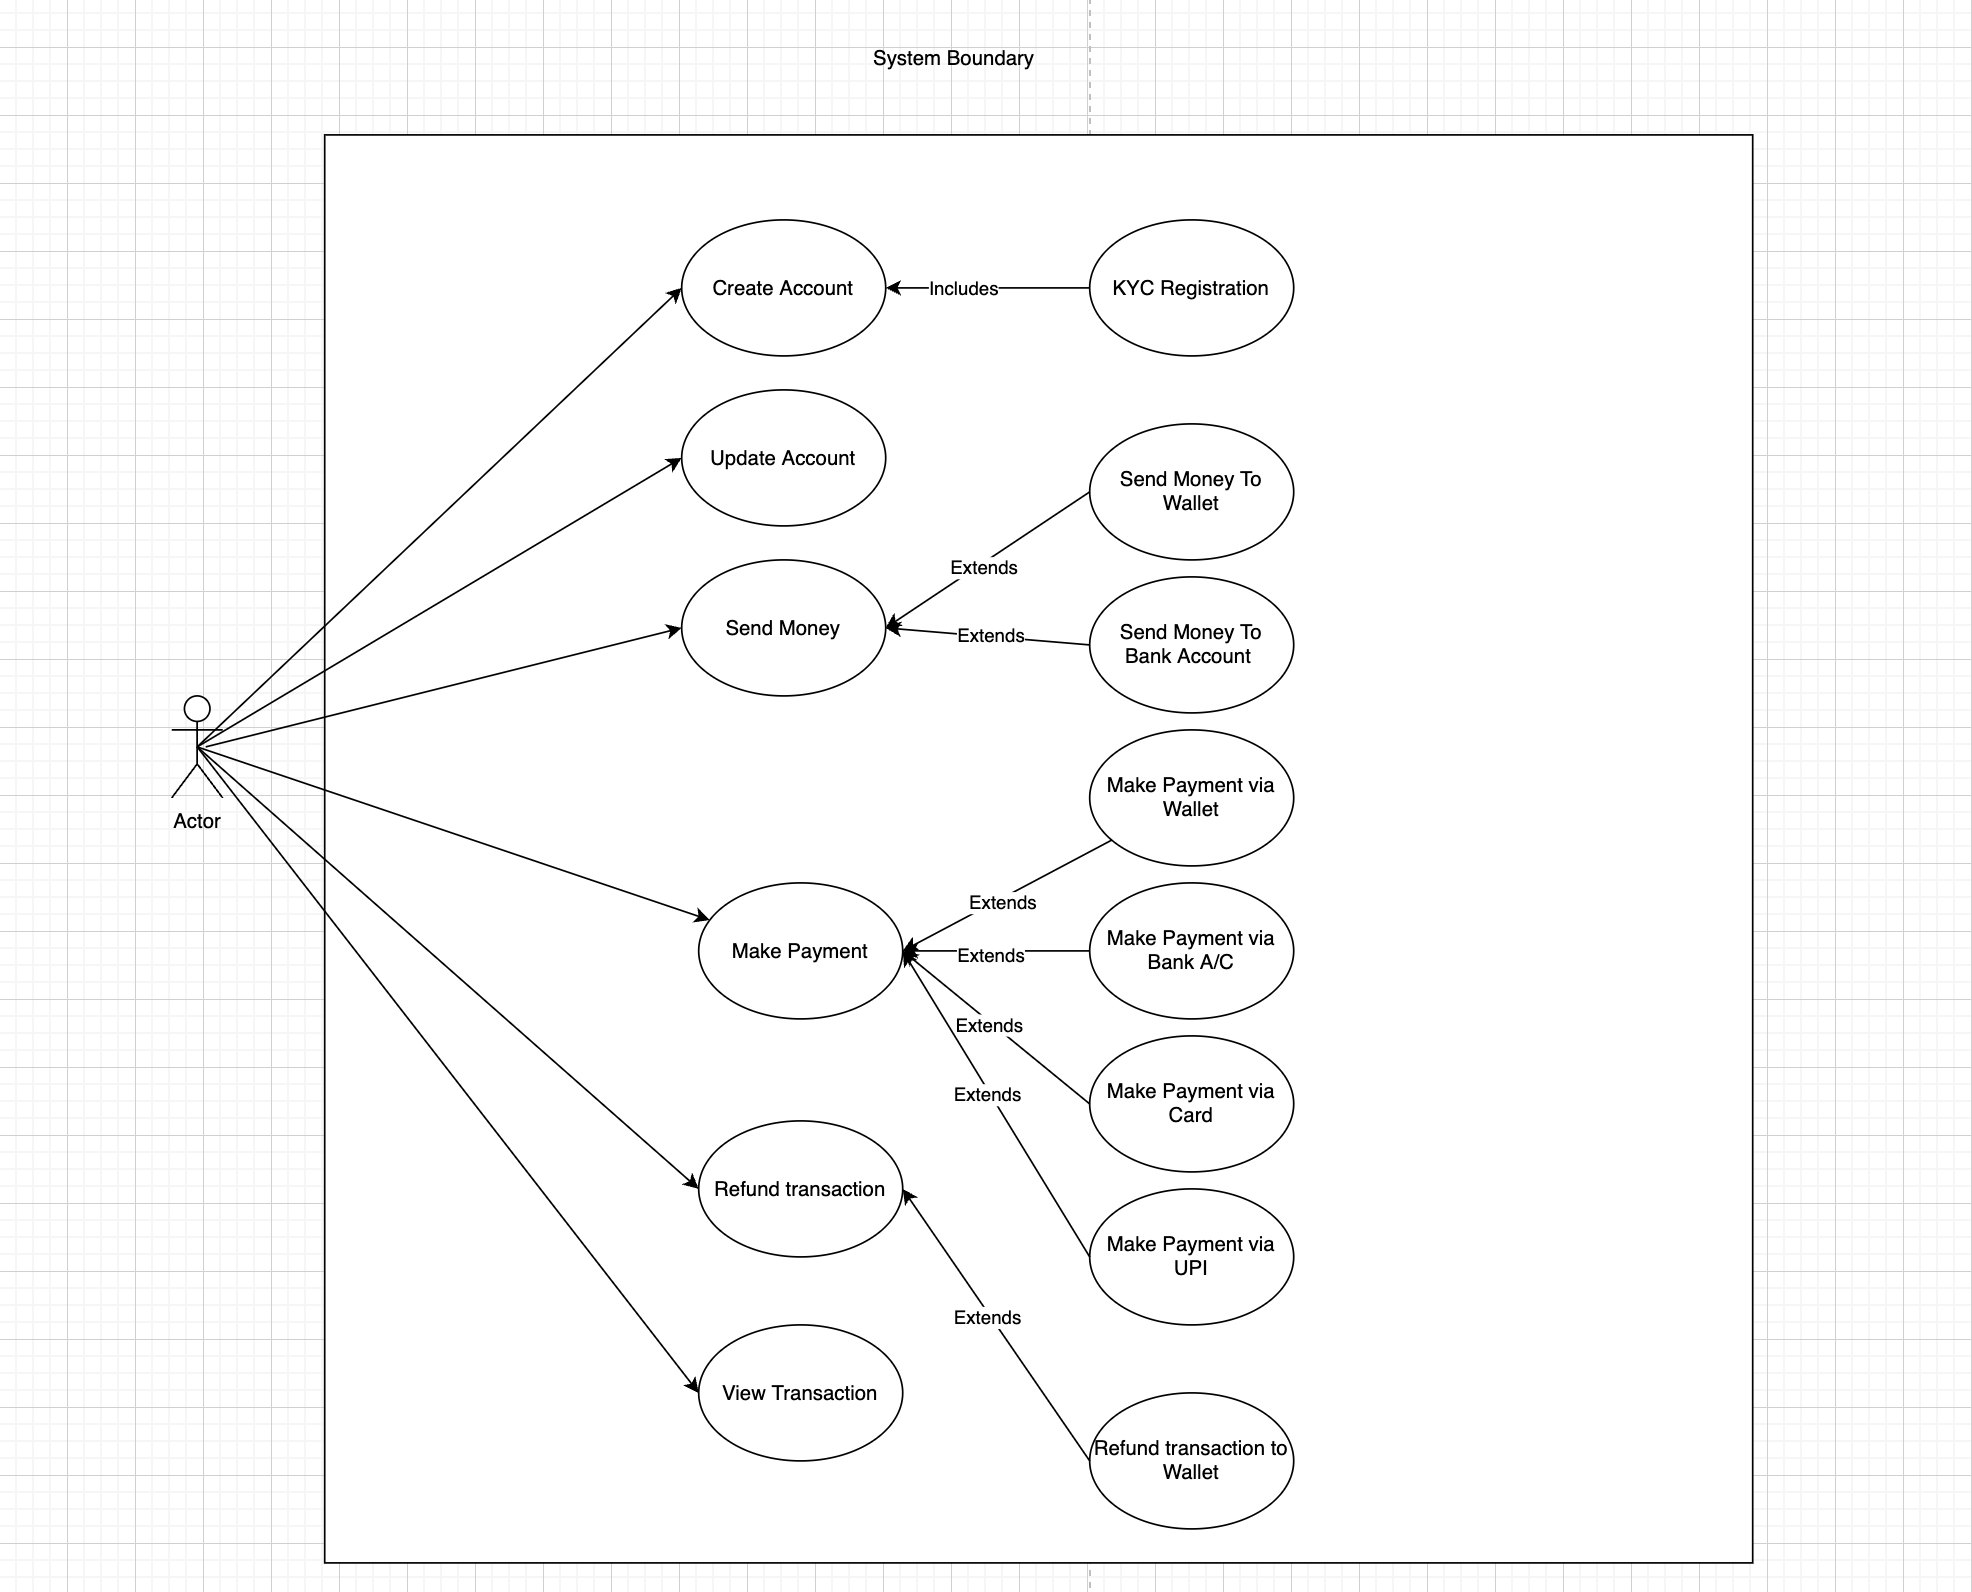 System Boundary
Create Account
Includes
KYC Registration
Update Account
Send Money To
Wallet
Extends
Send Money
Extends
Send Money To
Bank Account
Actor
Make Payment via
Wallet
Extends
Make Payment
Extends
Make Payment via
Bank A/C
Extends
Make Payment via
Card
Extends
Refund transaction
Make Payment via
UPI
Extends
View Transaction
Refund transaction to
Wallet